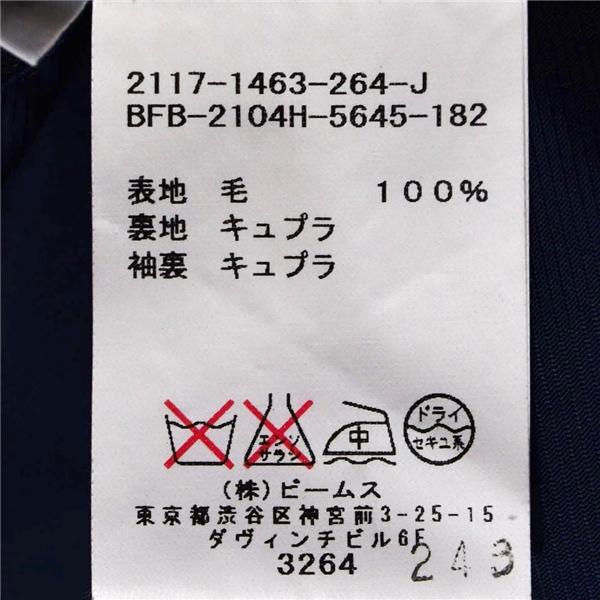 2117-1463-264-J
BFB-2104H-5645-182
表地 毛 100%
裏地 キュプラ
袖裏 キュプラ
エンソ
サラシ
中
ドライ
セキユ系
(株)ビームス
東京都渋谷区神宮前3-25-15
ダヴィンチビル6F
3264
243